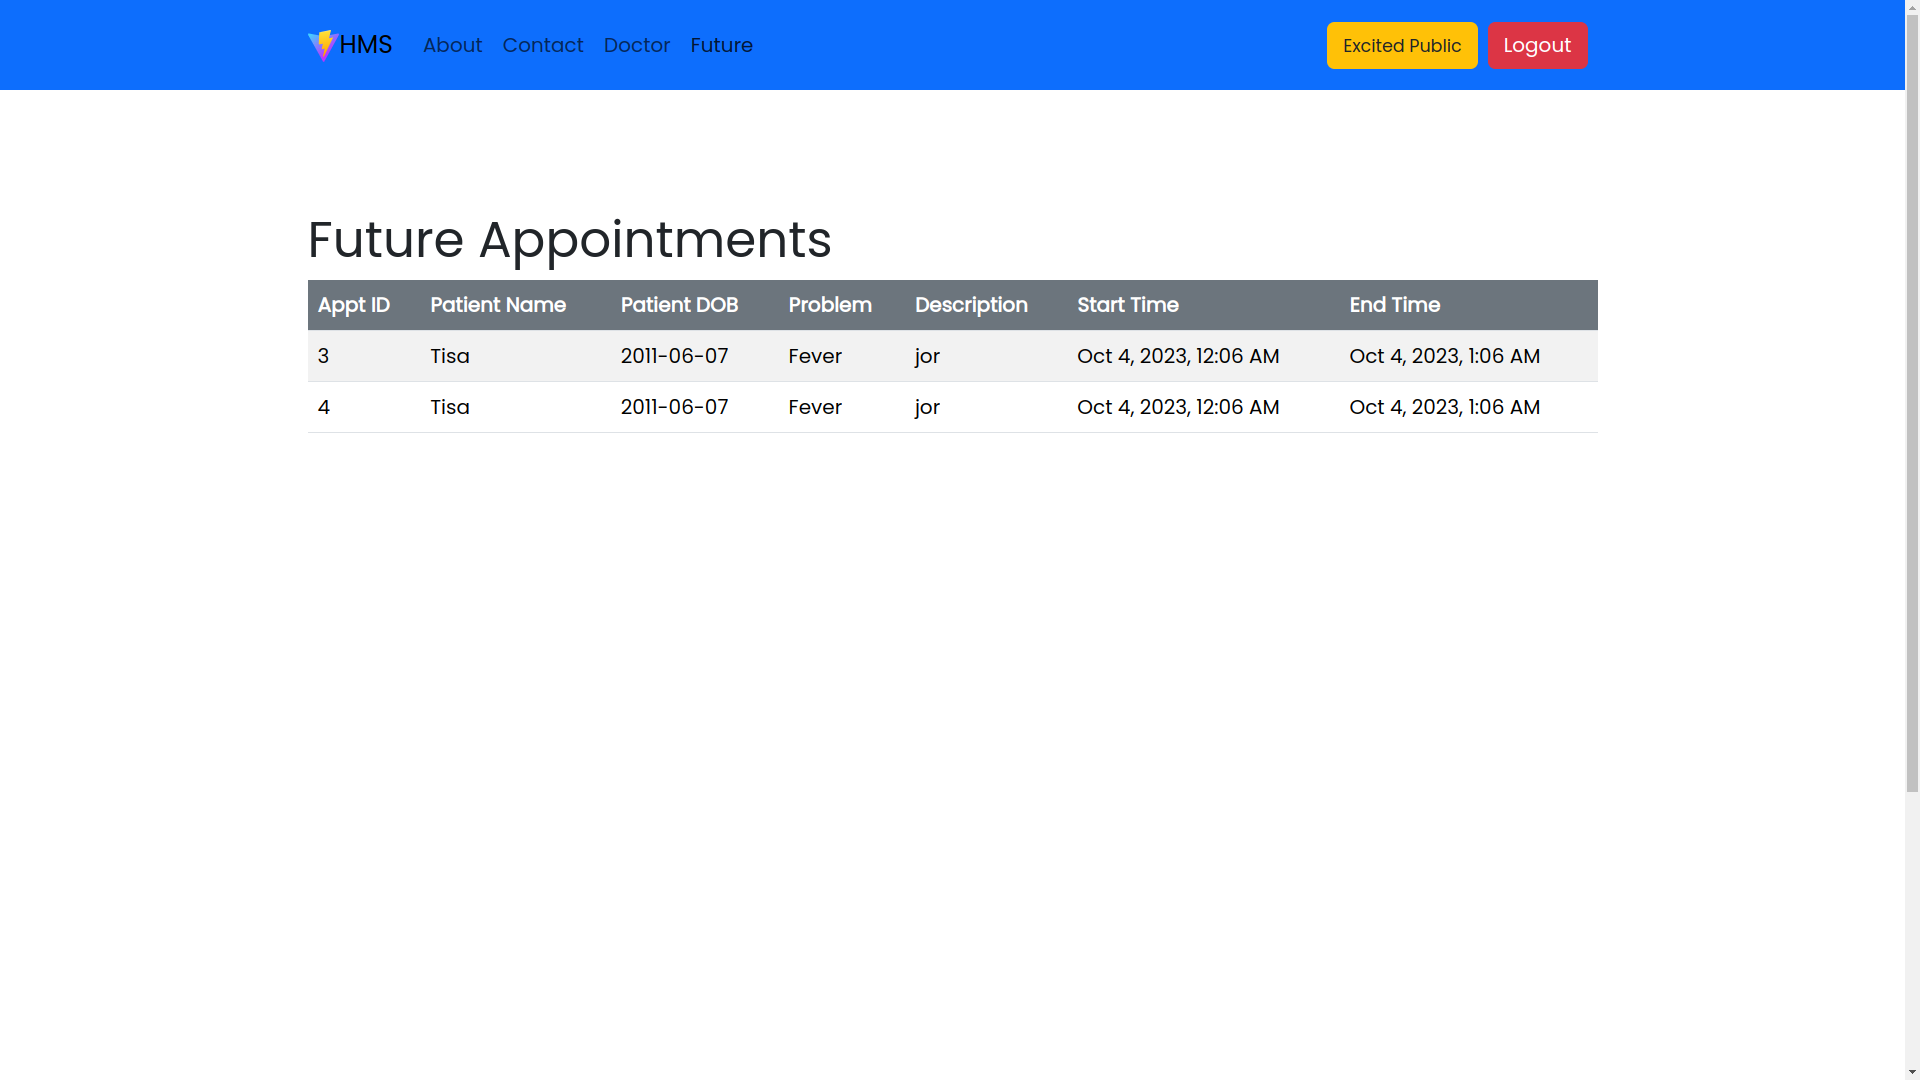 HMS About Contact Doctor Future Excited Public Logout
Future Appointments
Appt ID Patient Name Patient DOB Problem Description Start Time End Time
3 Tisa 2011-06-07 Fever jor Oct 4, 2023, 12:06 AM Oct 4, 2023, 1:06 AM
4 Tisa 2011-06-07 Fever jor Oct 4, 2023, 12:06 AM Oct 4, 2023, 1:06 AM